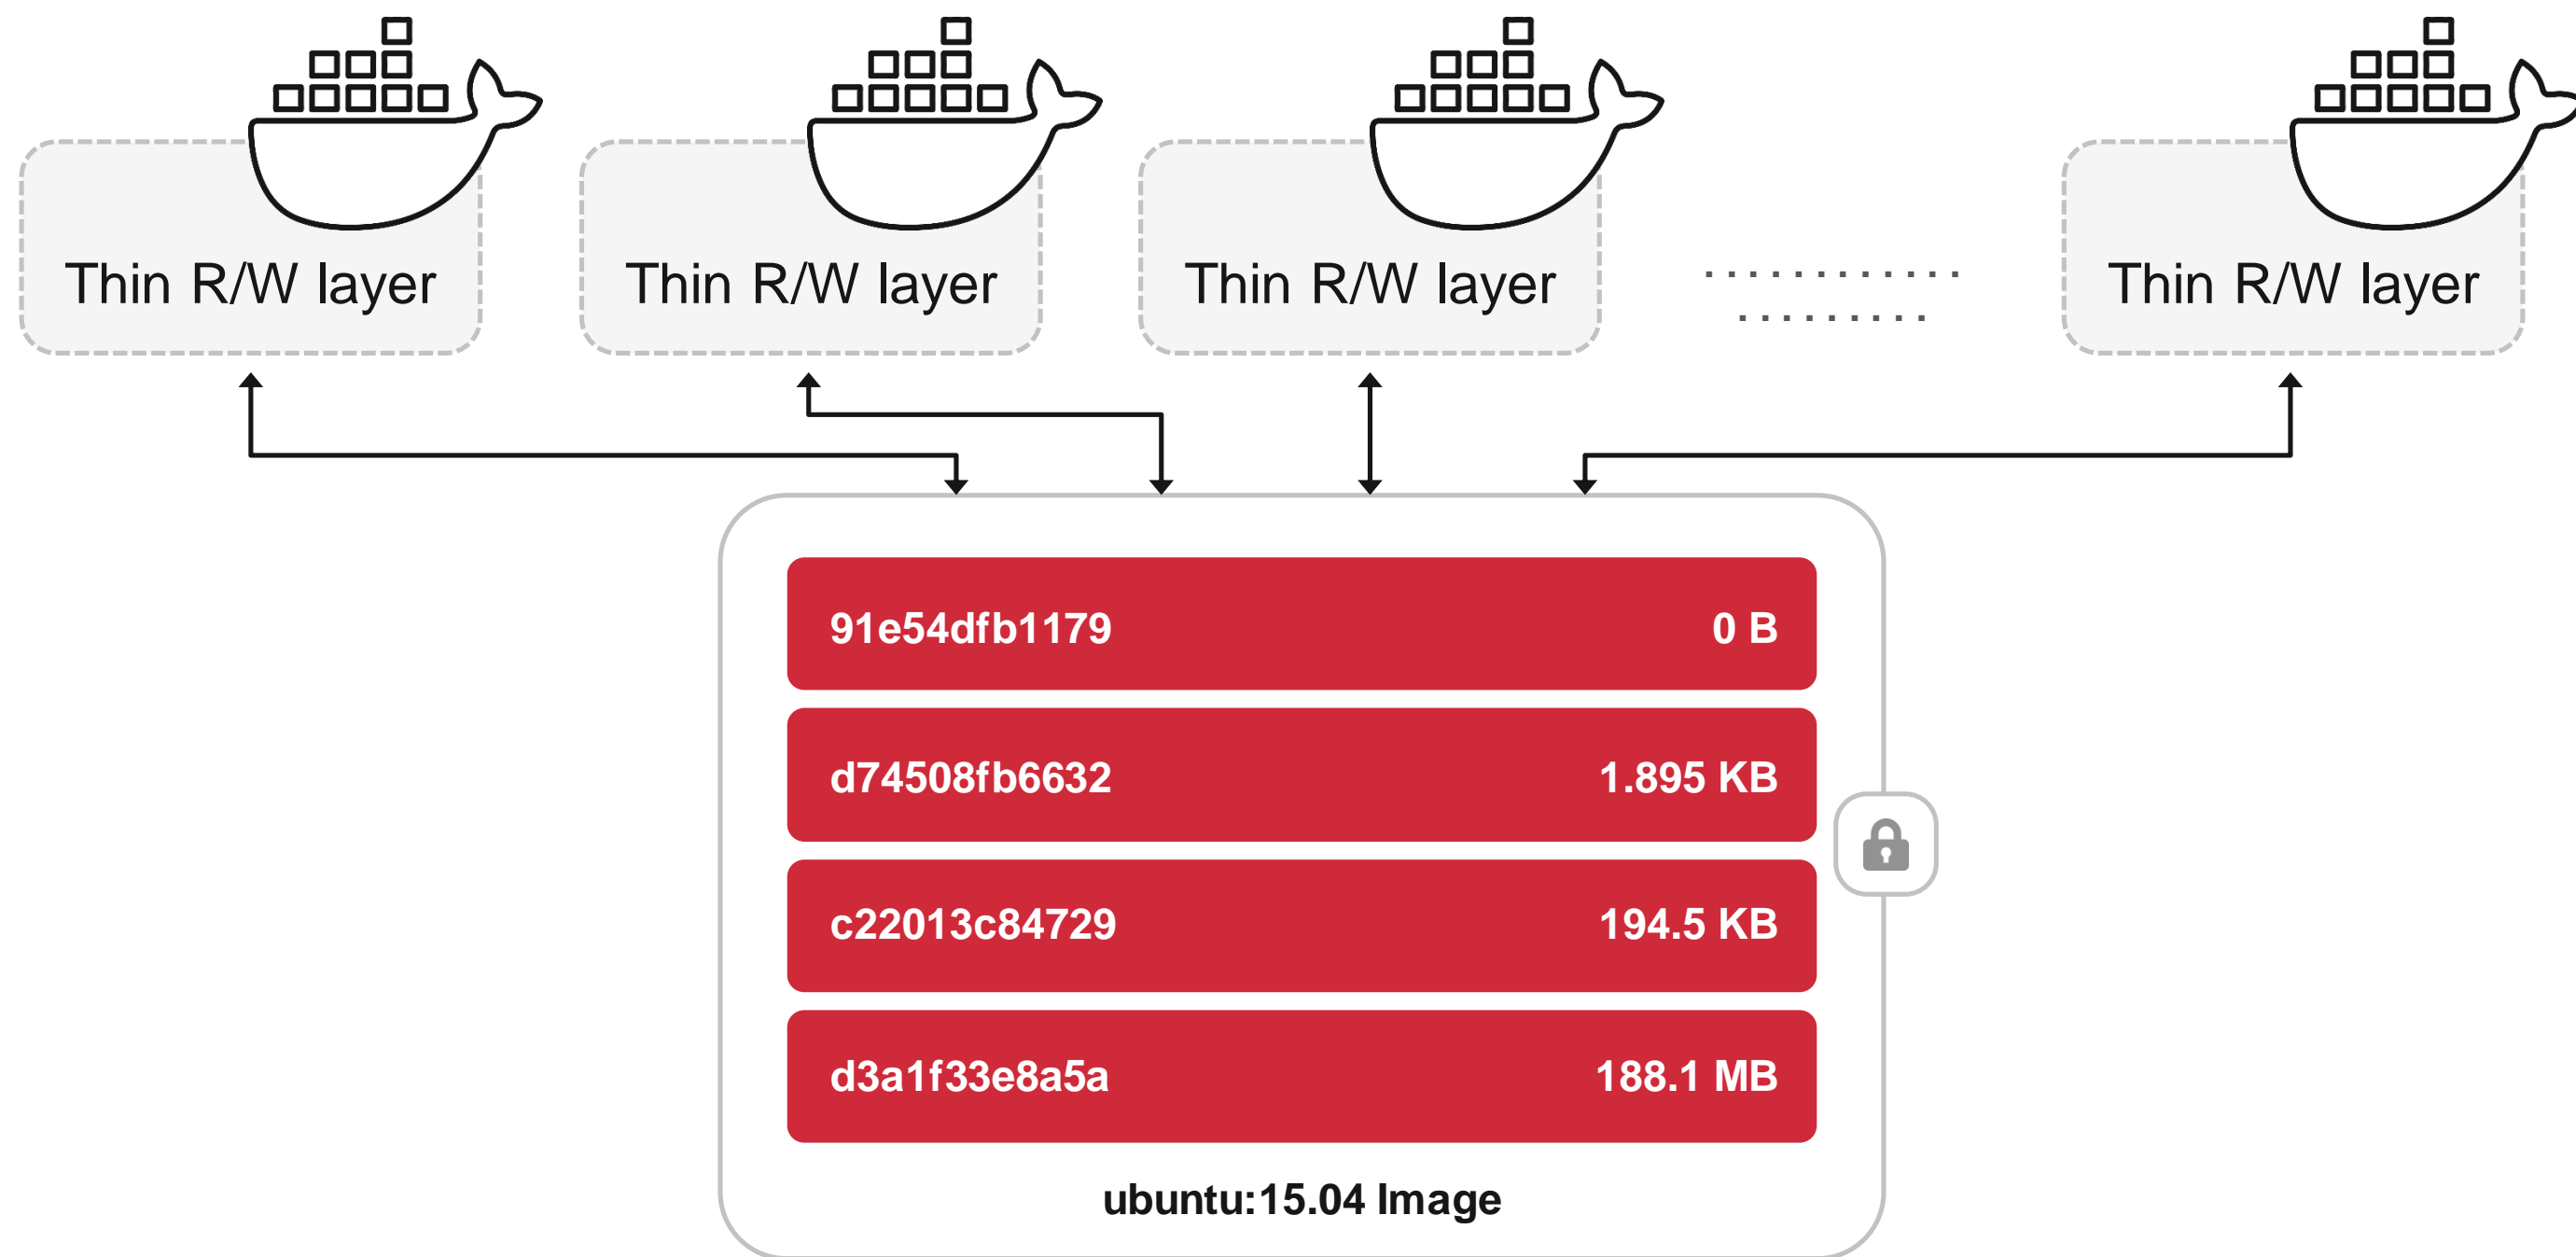 Thin R/W layer
Thin R/W layer
Thin R/W layer
.............
.........
Thin R/W layer
91e54dfb1179 0 B
d74508fb6632 1.895 KB
c22013c84729 194.5 KB
d3a1f33e8a5a 188.1 MB
ubuntu:15.04 Image